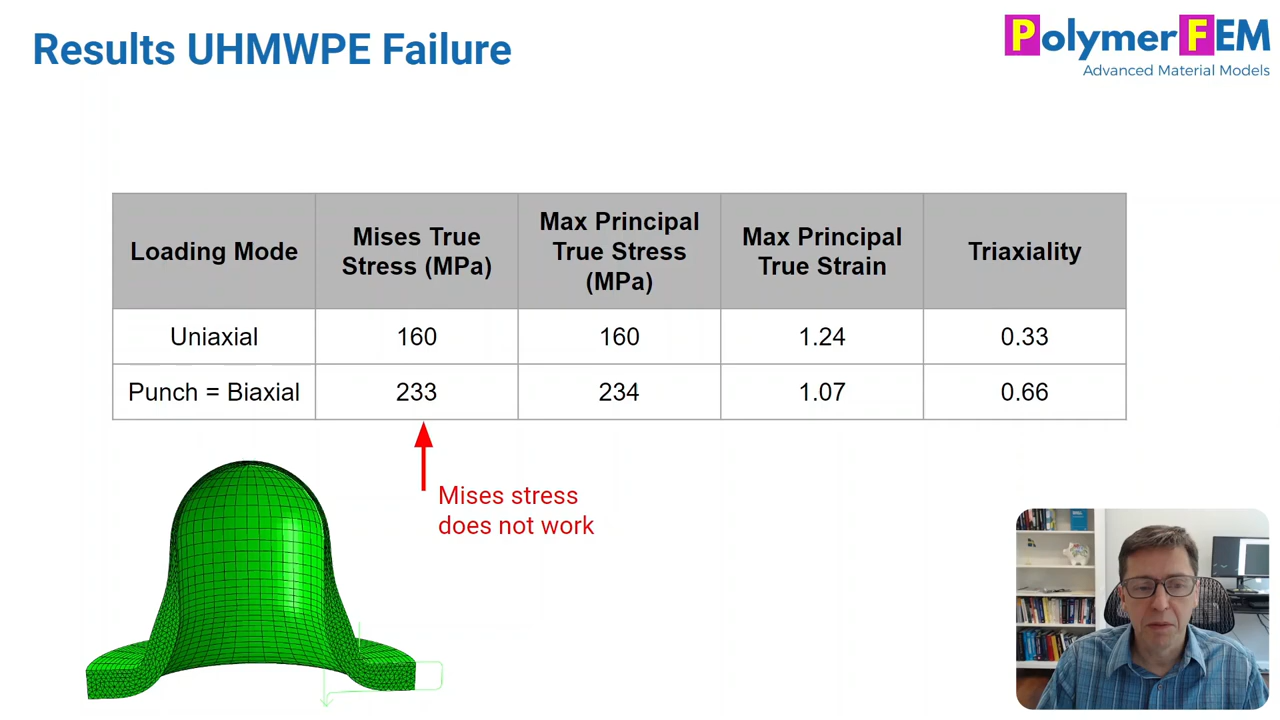 Results UHMWPE Failure
PolymerFEM
Advanced Material Models
Loading Mode
Mises True
Stress (MPa)
Max Principal
True Stress
(MPa)
Max Principal
True Strain
Triaxiality
Uniaxial
160
160
1.24
0.33
Punch = Biaxial
233
234
1.07
0.66
Mises stress
does not work